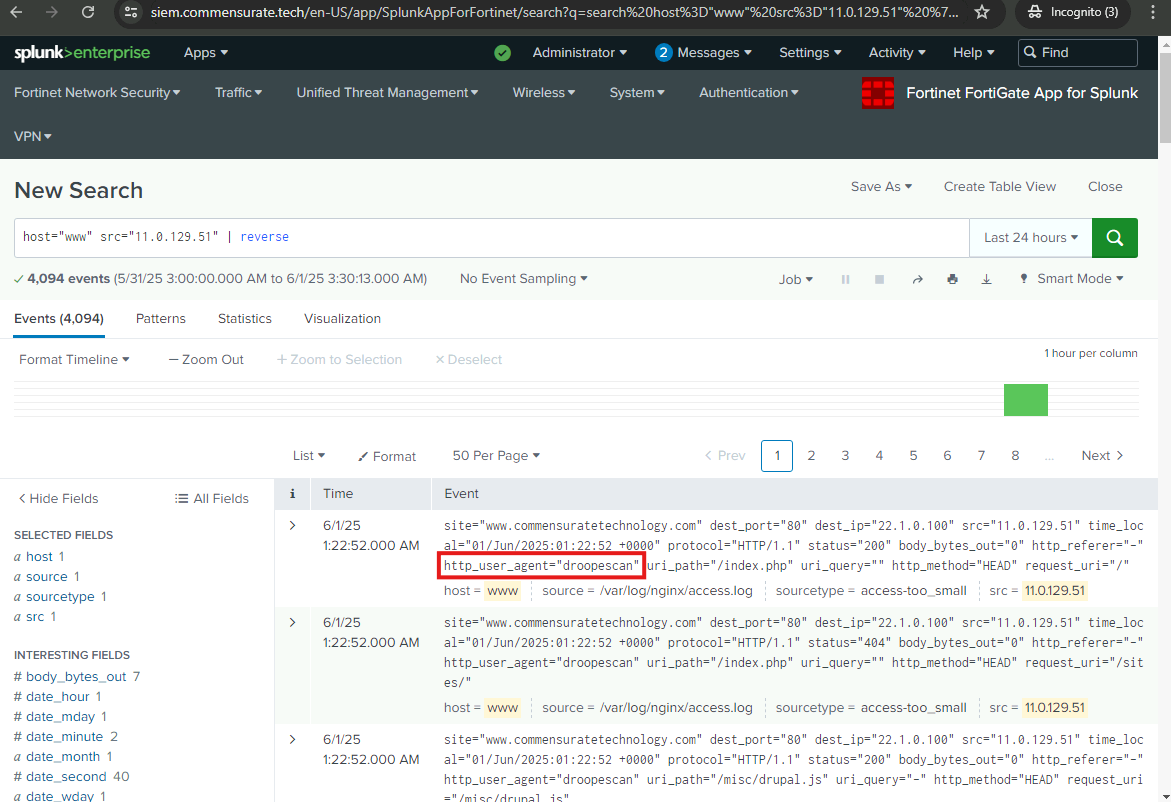 siem.commensurate.tech/en-US/app/SplunkAppForFortinet/search?q=search%20host%3D"www"%20src%3D"11.0.129.51"%20%7...
Incognito (3)
splunk>enterprise Apps Administrator 2 Messages Settings Activity Help Find
Fortinet Network Security Traffic Unified Threat Management Wireless System Authentication Fortinet FortiGate App for Splunk
VPN
New Search Save As Create Table View Close
host="www" src="11.0.129.51" | reverse Last 24 hours
4,094 events (5/31/25 3:00:00.000 AM to 6/1/25 3:30:13.000 AM) No Event Sampling Job Smart Mode
Events (4,094) Patterns Statistics Visualization
Format Timeline — Zoom Out + Zoom to Selection × Deselect 1 hour per column
List Format 50 Per Page < Prev 1 2 3 4 5 6 7 8 ... Next >
< Hide Fields All Fields i Time Event
SELECTED FIELDS
a host 1
a source 1
a sourcetype 1
a src 1
INTERESTING FIELDS
# body_bytes_out 7
# date_hour 1
# date_mday 1
# date_minute 2
a date_month 1
# date_second 40
a date_wday 1
> 6/1/25
1:22:52.000 AM
site="www.commensuratetechnology.com" dest_port="80" dest_ip="22.1.0.100" src="11.0.129.51" time_loc
al="01/Jun/2025:01:22:52 +0000" protocol="HTTP/1.1" status="200" body_bytes_out="0" http_referer="-"
http_user_agent="droopescan" uri_path="/index.php" uri_query="" http_method="HEAD" request_uri="/"
host = www source = /var/log/nginx/access.log sourcetype = access-too_small src = 11.0.129.51
> 6/1/25
1:22:52.000 AM
site="www.commensuratetechnology.com" dest_port="80" dest_ip="22.1.0.100" src="11.0.129.51" time_loc
al="01/Jun/2025:01:22:52 +0000" protocol="HTTP/1.1" status="404" body_bytes_out="0" http_referer="-"
http_user_agent="droopescan" uri_path="/index.php" uri_query="" http_method="HEAD" request_uri="/sit
es/"
host = www source = /var/log/nginx/access.log sourcetype = access-too_small src = 11.0.129.51
> 6/1/25
1:22:52.000 AM
site="www.commensuratetechnology.com" dest_port="80" dest_ip="22.1.0.100" src="11.0.129.51" time_loc
al="01/Jun/2025:01:22:52 +0000" protocol="HTTP/1.1" status="200" body_bytes_out="0" http_referer="-"
http_user_agent="droopescan" uri_path="/misc/drupal.js" uri_query="-" http_method="HEAD" request_uri
="/misc/drupal.js"